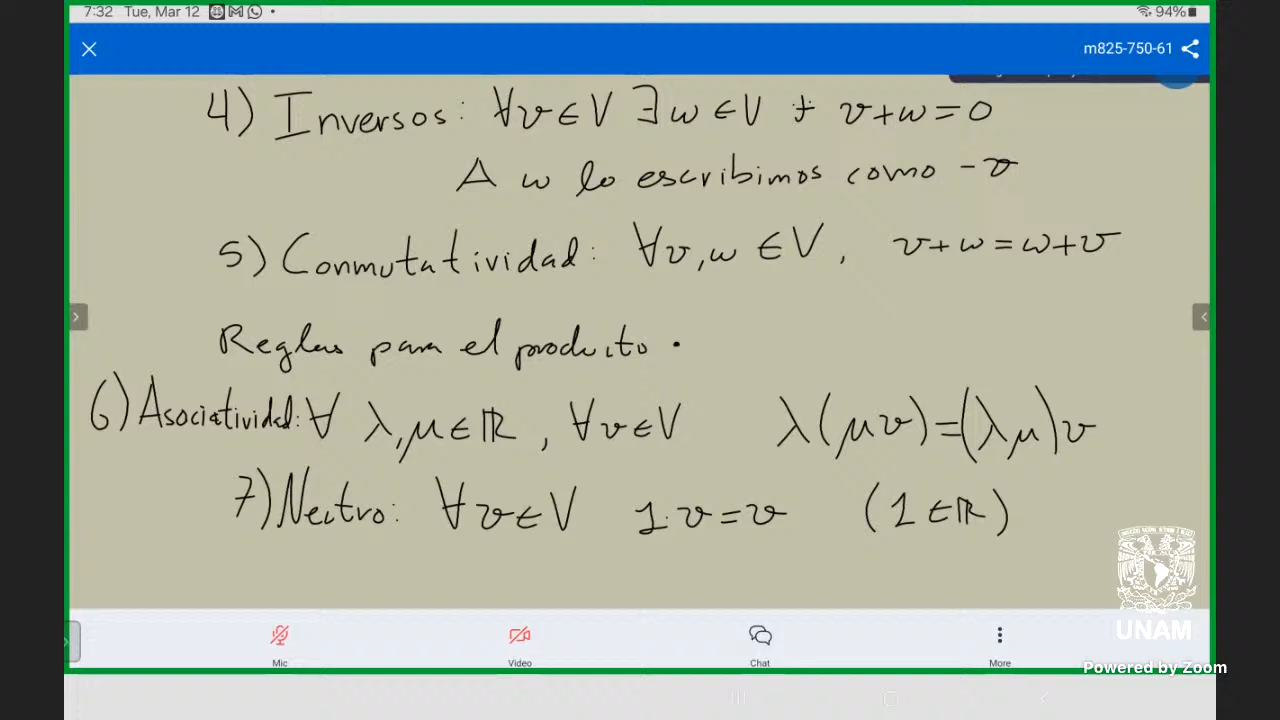 7:32 Tue, Mar 12 94%
m825-750-61
4) Inversos: ∀v∈V ∃w∈V + v+w=0
A w lo escribimos como -v
5) Conmutatividad: ∀v,w∈V, v+w=w+v
Reglas para el producto ·
6) Asociatividad: ∀ λ,μ∈ℝ, ∀v∈V λ(μv)=(λμ)v
7) Neutro: ∀v∈V 1·v=v (1∈ℝ)
UNAM
Mic Video Chat More
Powered by Zoom